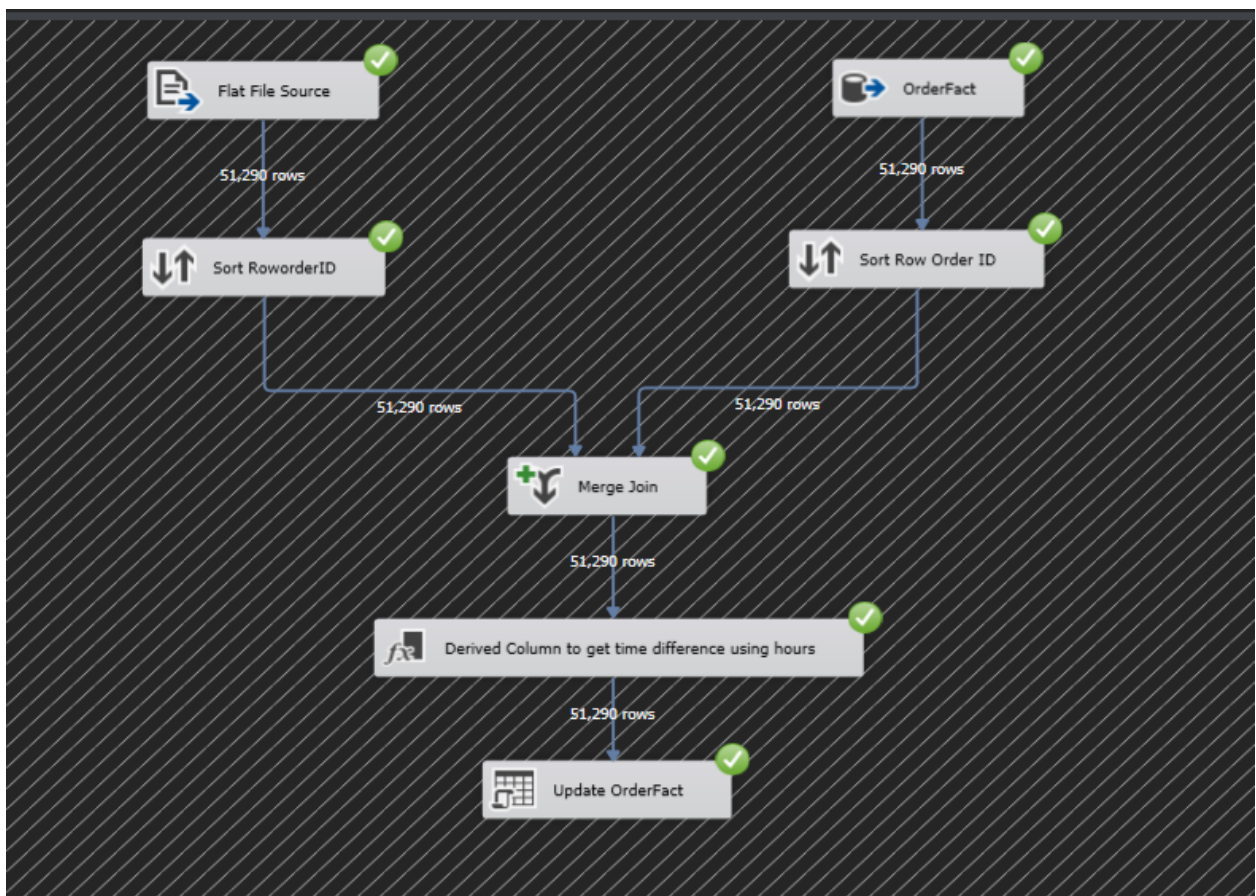 Flat File Source
OrderFact
51,290 rows
51,290 rows
Sort RoworderID
Sort Row Order ID
51,290 rows
51,290 rows
Merge Join
51,290 rows
fx
Derived Column to get time difference using hours
51,290 rows
Update OrderFact